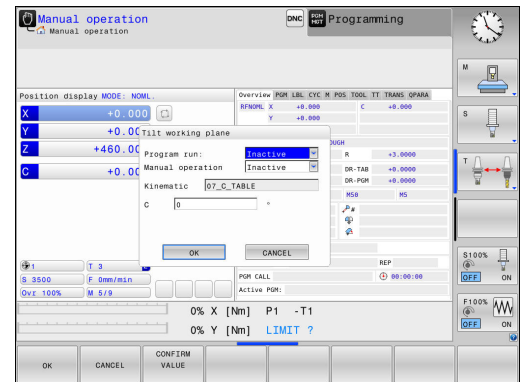 Manual operation
Manual operation
DNC
PGM MGT
Programming
Position display MODE: NOML.
X +0.000
Y +0.00
Z +460.00
C +0.00
Overview PGM LBL CYC M POS TOOL TT TRANS QPARA
RFNOML X +0.000 C +0.000
Y +0.000
R +3.0000
DR-TAB +0.0000
DR-PGM +0.0000
M50 M5
REP
PGM CALL 00:00:00
Active PGM:
Tilt working plane
Program run: Inactive
Manual operation Inactive
Kinematic 07_C_TABLE
C 0 °
OK CANCEL
1 T 3
S 3500 F 0mm/min
Ovr 100% M 5/9
0% X [Nm] P1 -T1
0% Y [Nm] LIMIT ?
OK
CANCEL
CONFIRM
VALUE
M
S
T
S100%
OFF ON
F100%
OFF ON